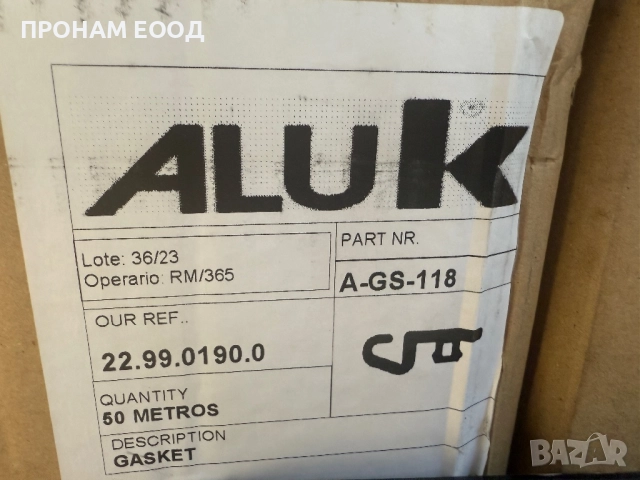 ПРОНАМ ЕООД
ALUK
Lote: 36/23
Operario: RM/365
PART NR.
A-GS-118
OUR REF..
22.99.0190.0
QUANTITY
50 METROS
DESCRIPTION
GASKET
BAZAR